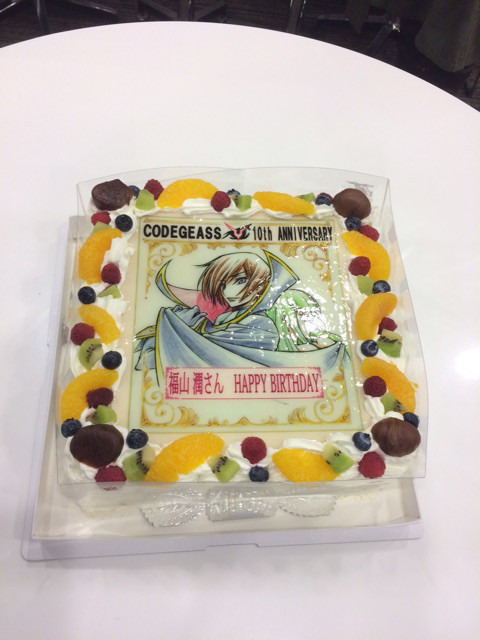 CODEGEASS 10th ANNIVERSARY
福山 潤さん HAPPY BIRTHDAY